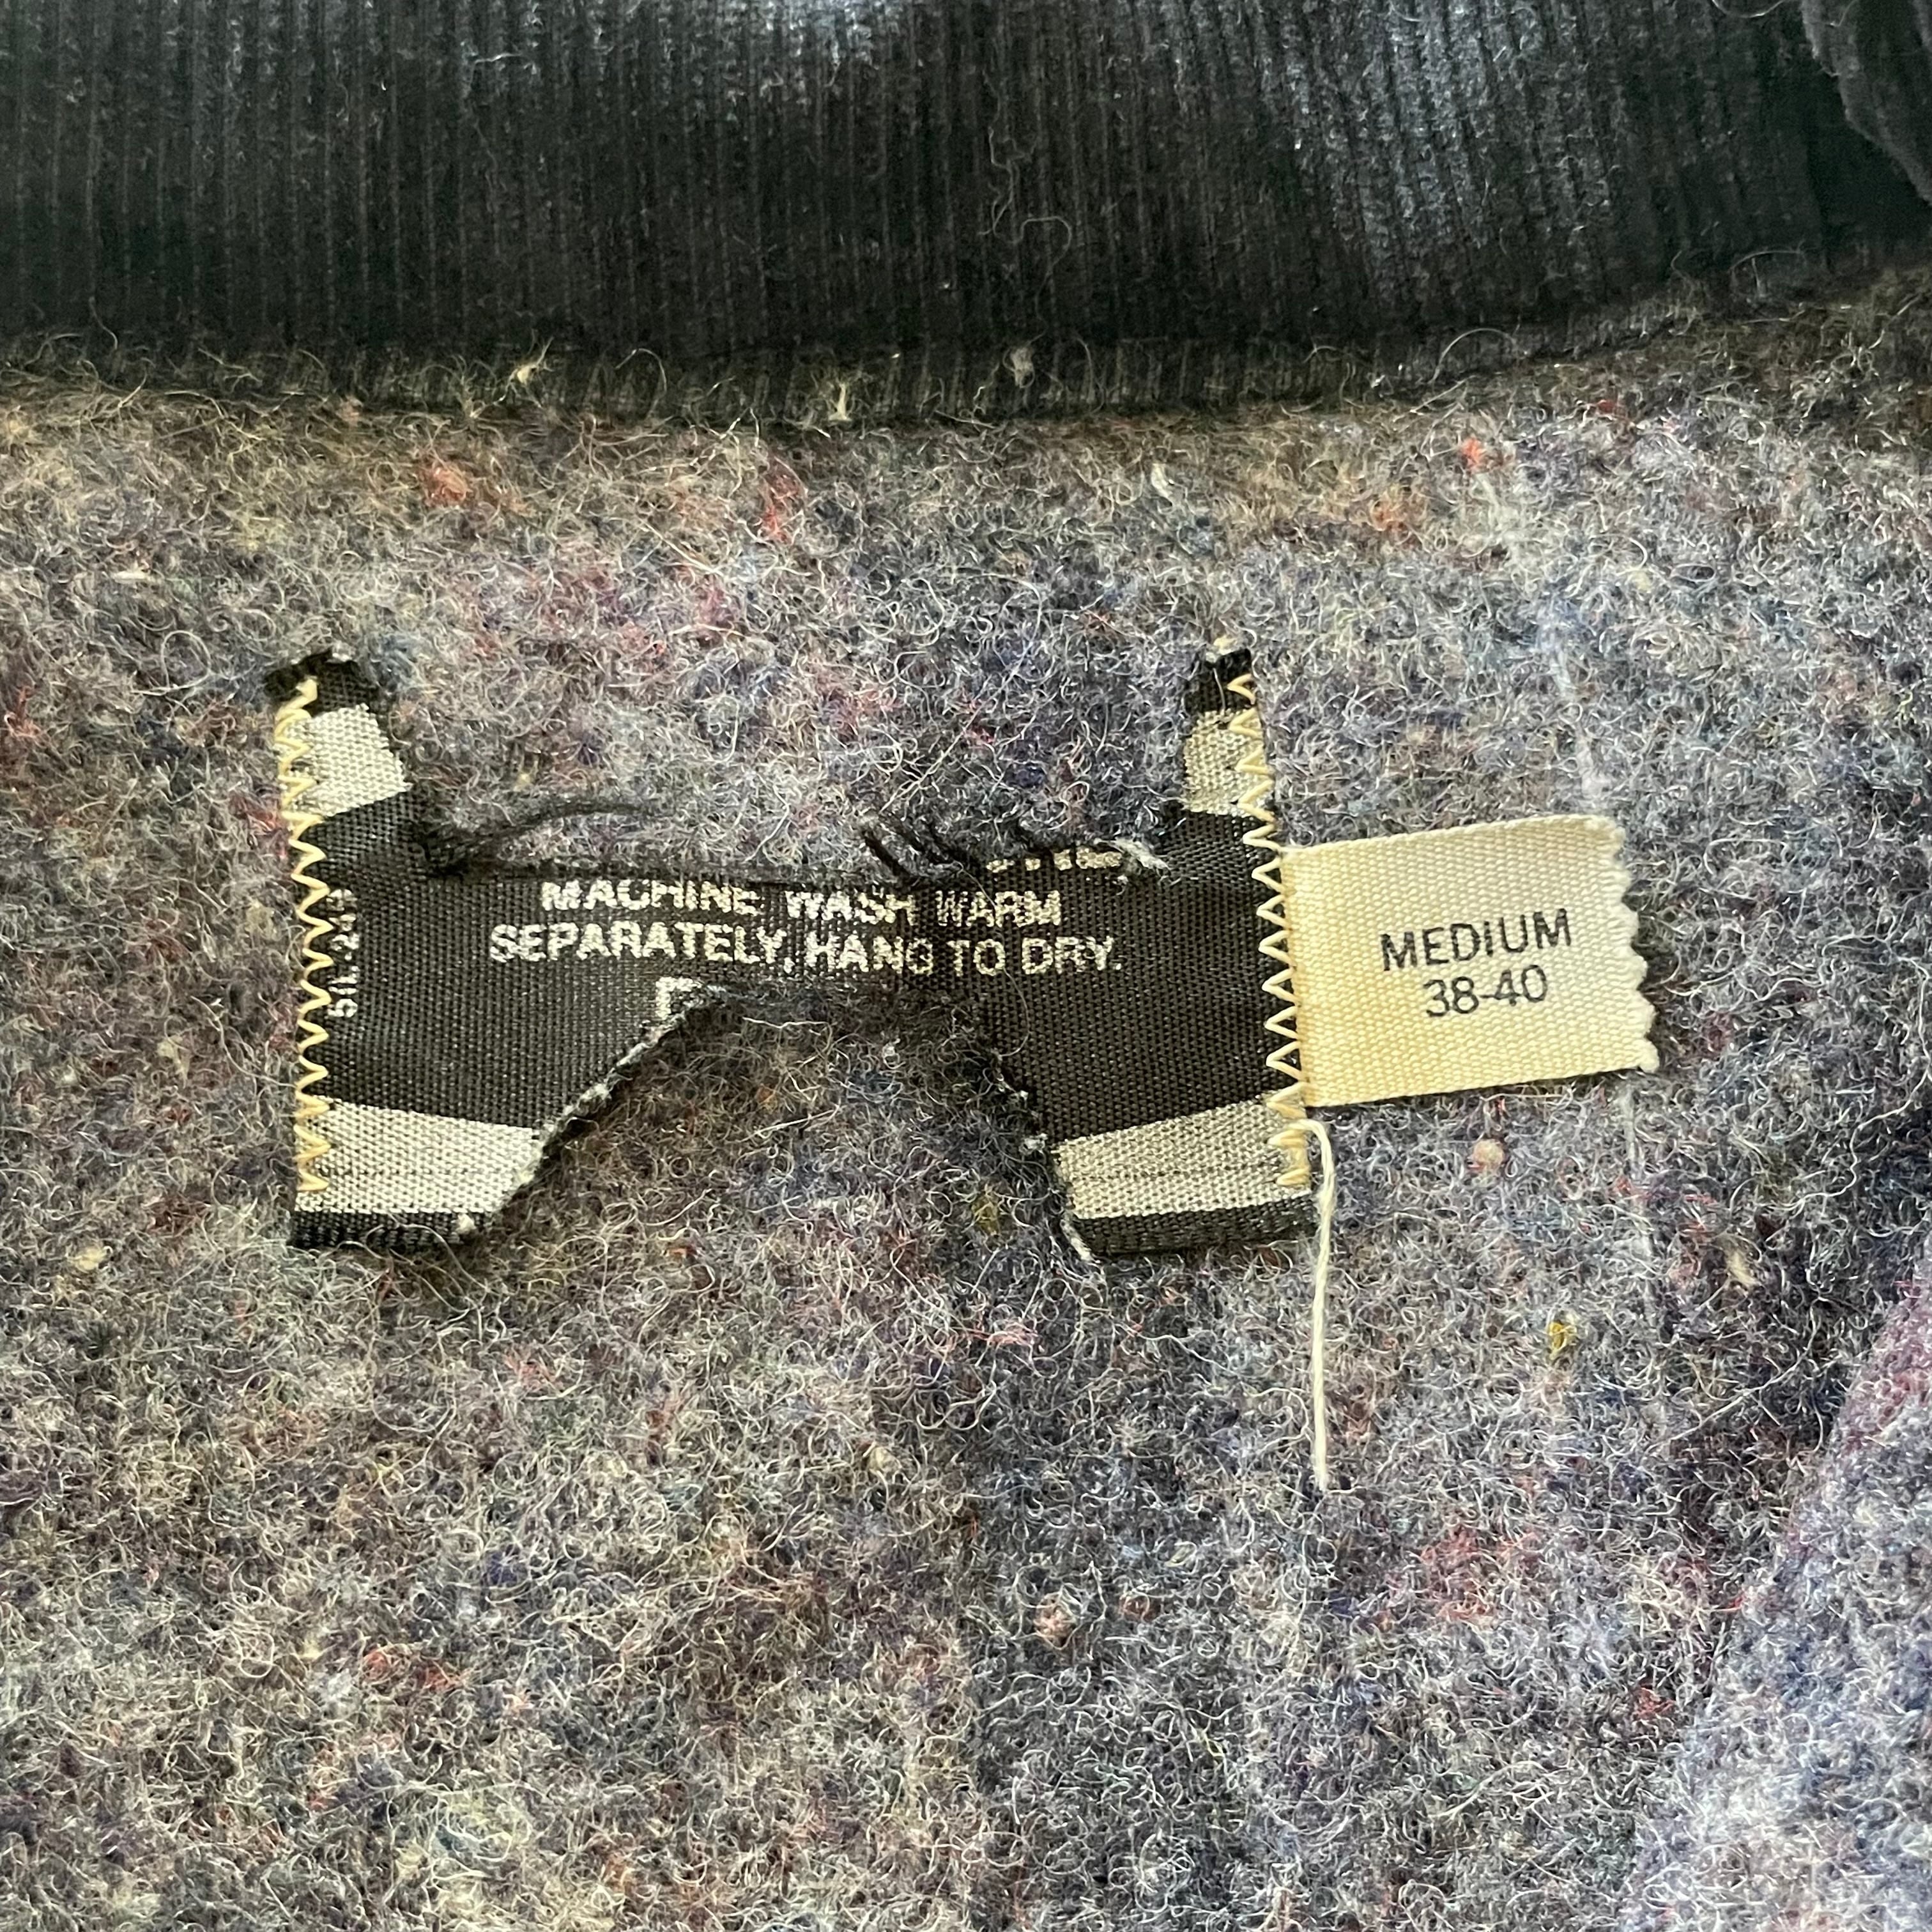 MACHINE WASH WARM
SEPARATELY, HANG TO DRY.
MEDIUM
38-40